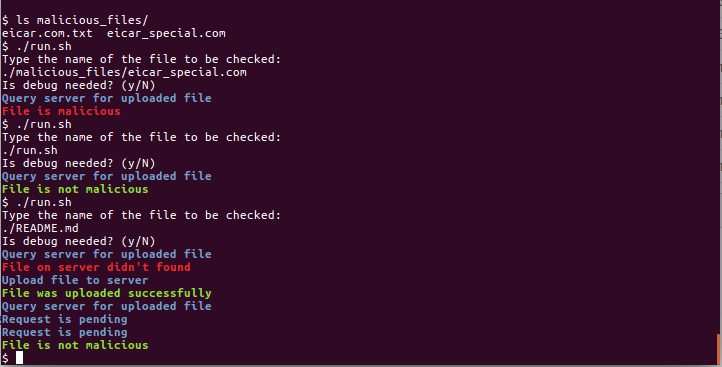 $ ls malicious_files/
eicar.com.txt  eicar_special.com
$ ./run.sh
Type the name of the file to be checked:
./malicious_files/eicar_special.com
Is debug needed? (y/N)
Query server for uploaded file
File is malicious
$ ./run.sh
Type the name of the file to be checked:
./run.sh
Is debug needed? (y/N)
Query server for uploaded file
File is not malicious
$ ./run.sh
Type the name of the file to be checked:
./README.md
Is debug needed? (y/N)
Query server for uploaded file
File on server didn't found
Upload file to server
File was uploaded successfully
Query server for uploaded file
Request is pending
Request is pending
File is not malicious
$